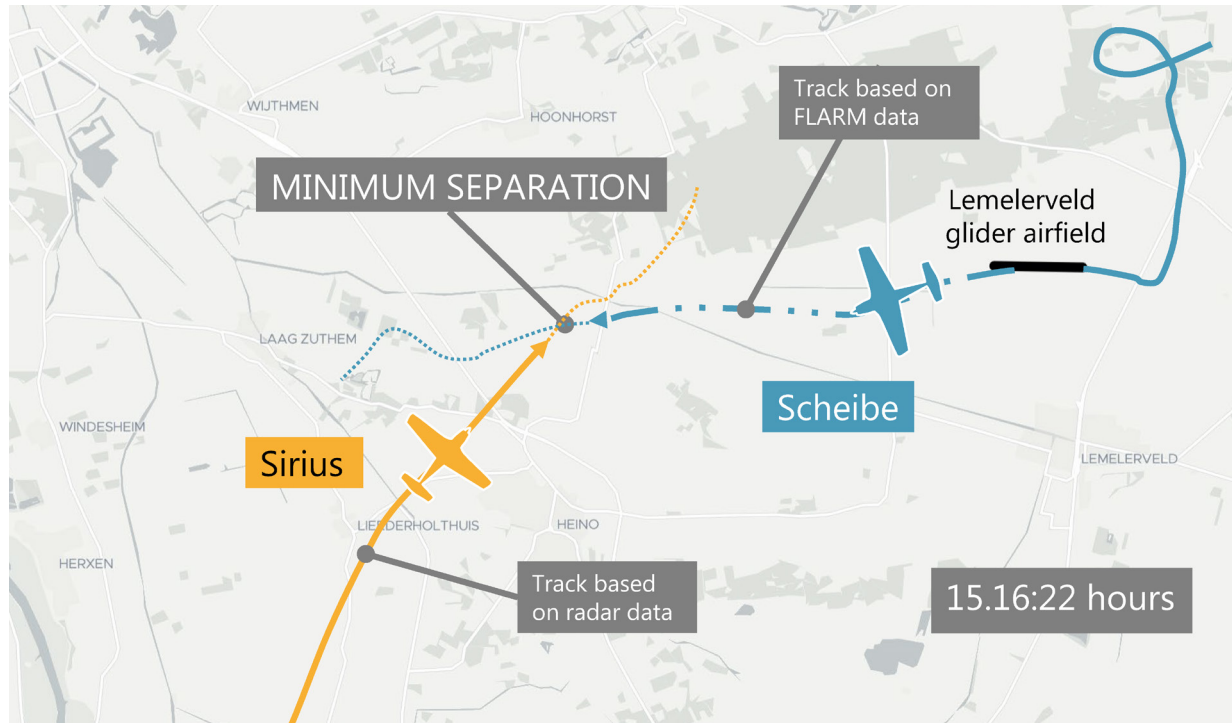 WIJTHMEN
HOONHORST
Track based on
FLARM data
MINIMUM SEPARATION
Lemelerveld
glider airfield
LAAG ZUTHEM
Scheibe
WINDESHEIM
Sirius
LEMELERVELD
LIERDERHOLTHUIS
HEINO
HERXEN
Track based
on radar data
15.16:22 hours